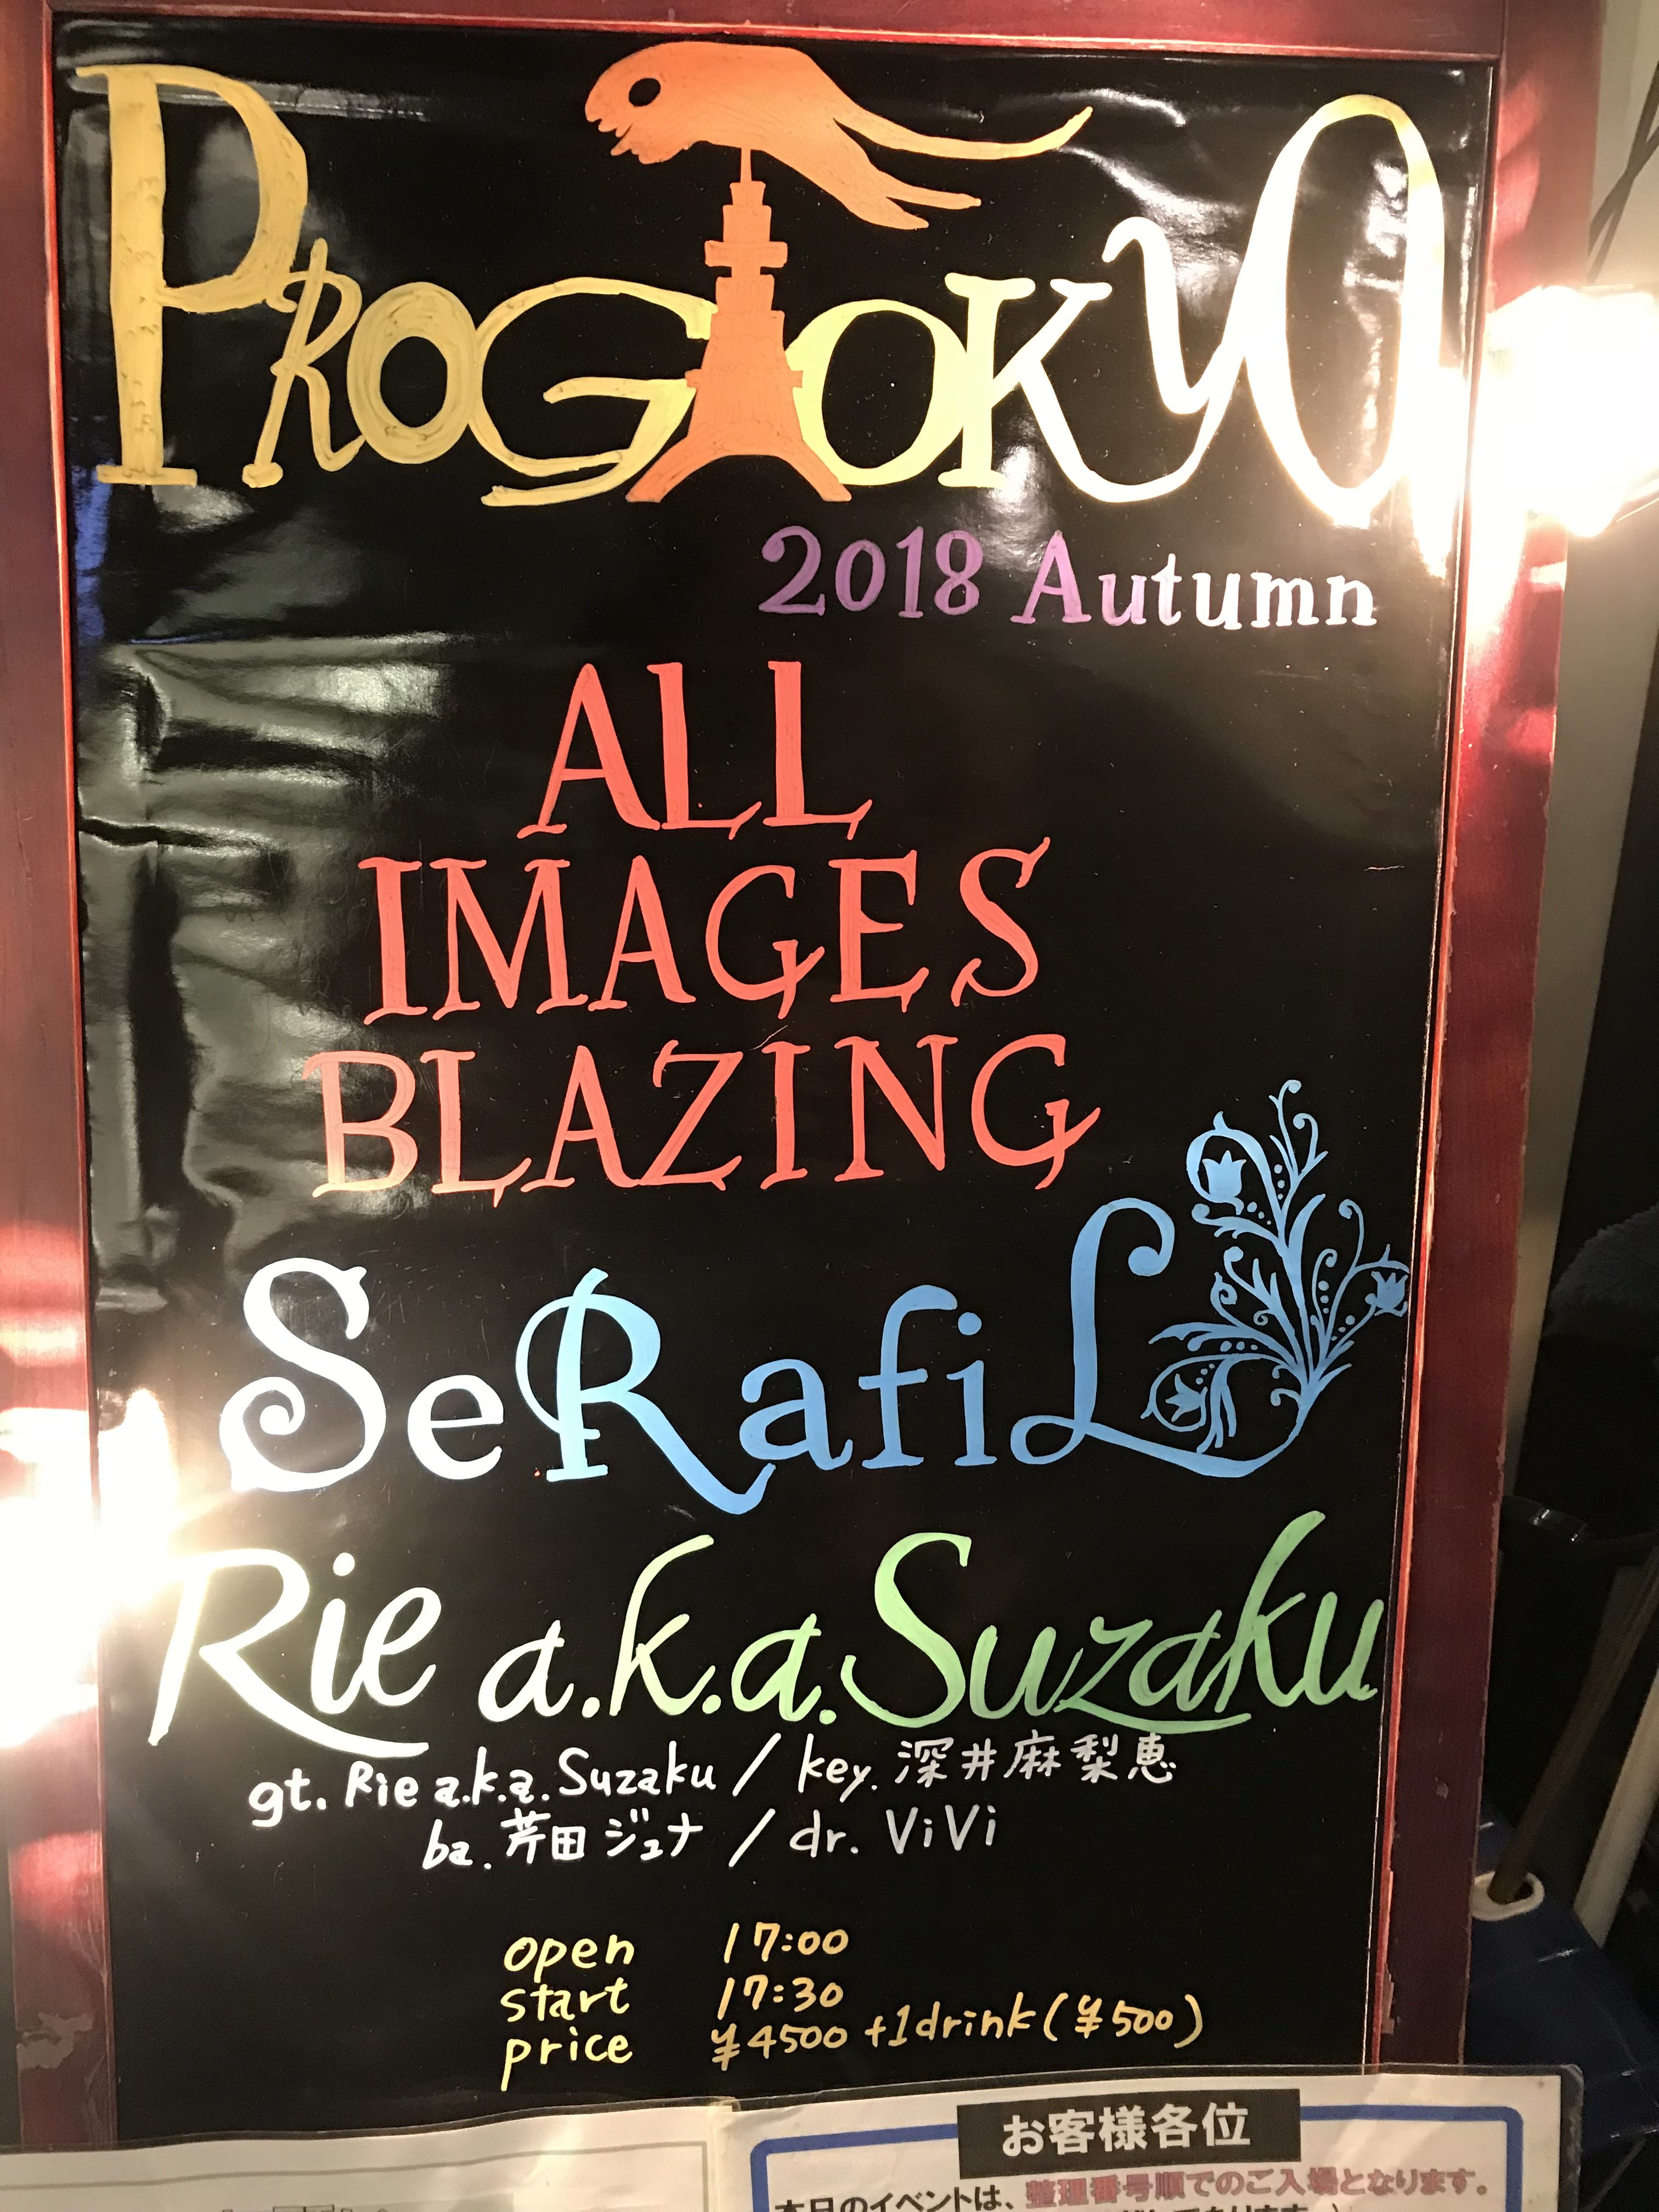 PROGTOKYO
2018 Autumn
ALL
IMAGES
BLAZING
SeRafiL
Rie a.k.a. Suzaku
gt. Rie a.k.a. Suzaku / key. 深井麻梨恵
ba. 芹田ジュナ / dr. ViVi
open 17:00
start 17:30
price ¥4500 +1drink (¥500)
お客様各位
本日のイベントは、整理番号順でのご入場となります。